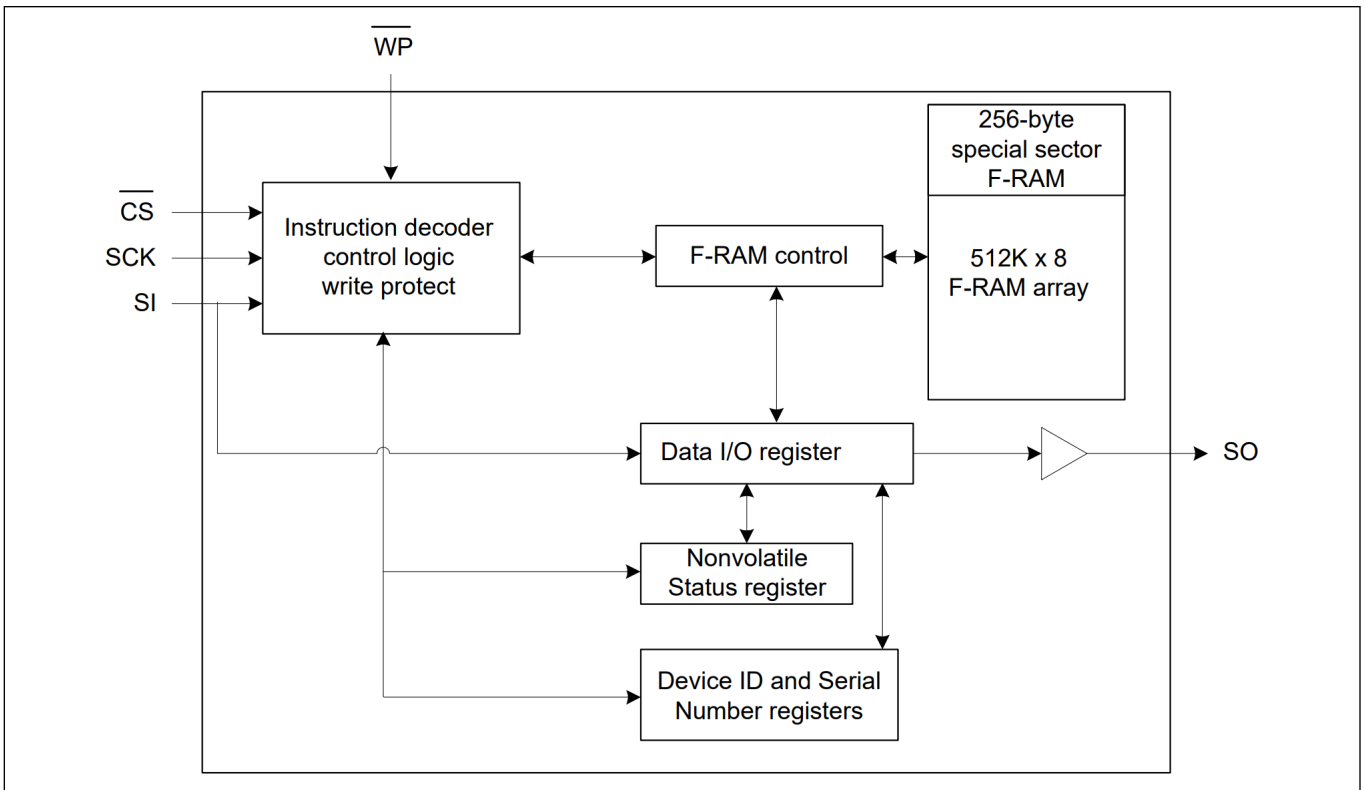 WP
256-byte
special sector
F-RAM
CS
SCK
SI
Instruction decoder
control logic
write protect
F-RAM control
512K x 8
F-RAM array
Data I/O register
SO
Nonvolatile
Status register
Device ID and Serial
Number registers